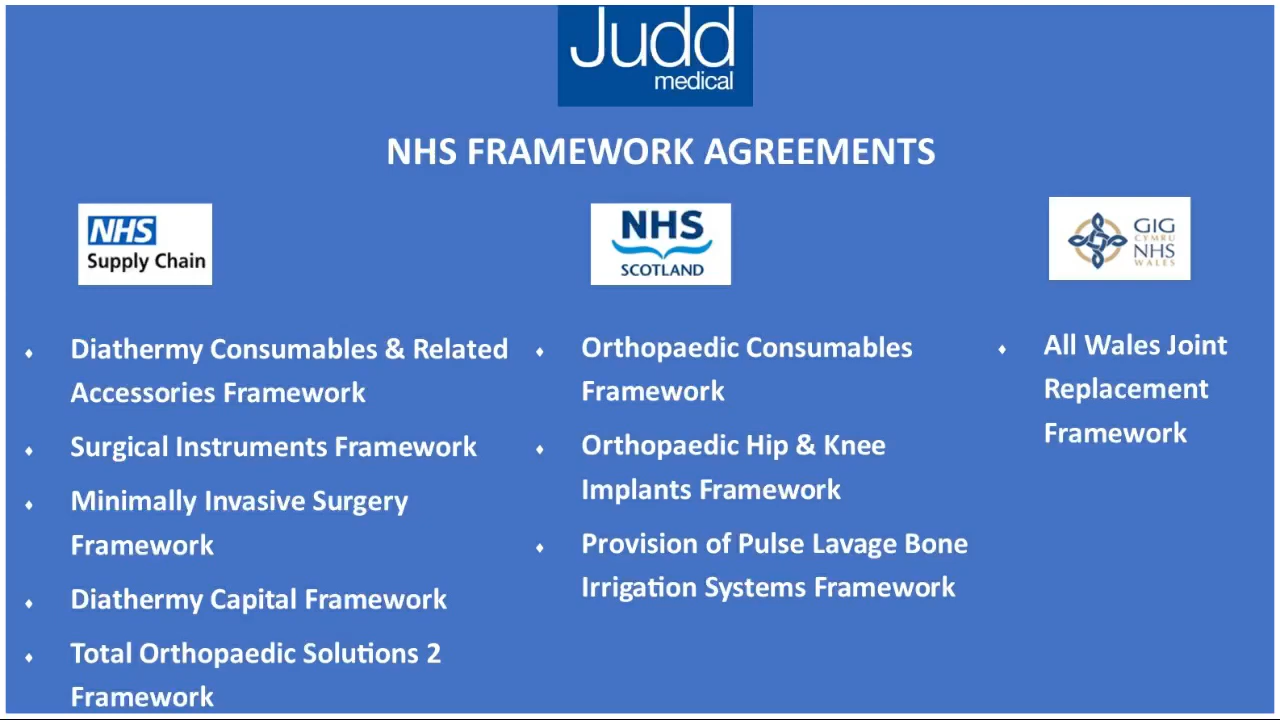 Judd
medical
NHS FRAMEWORK AGREEMENTS
NHS
Supply Chain
Diathermy Consumables & Related
Accessories Framework
Surgical Instruments Framework
Minimally Invasive Surgery
Framework
Diathermy Capital Framework
Total Orthopaedic Solutions 2
Framework
NHS
SCOTLAND
Orthopaedic Consumables
Framework
Orthopaedic Hip & Knee
Implants Framework
Provision of Pulse Lavage Bone
Irrigation Systems Framework
GIG
CYMRU
NHS
WALES
All Wales Joint
Replacement
Framework